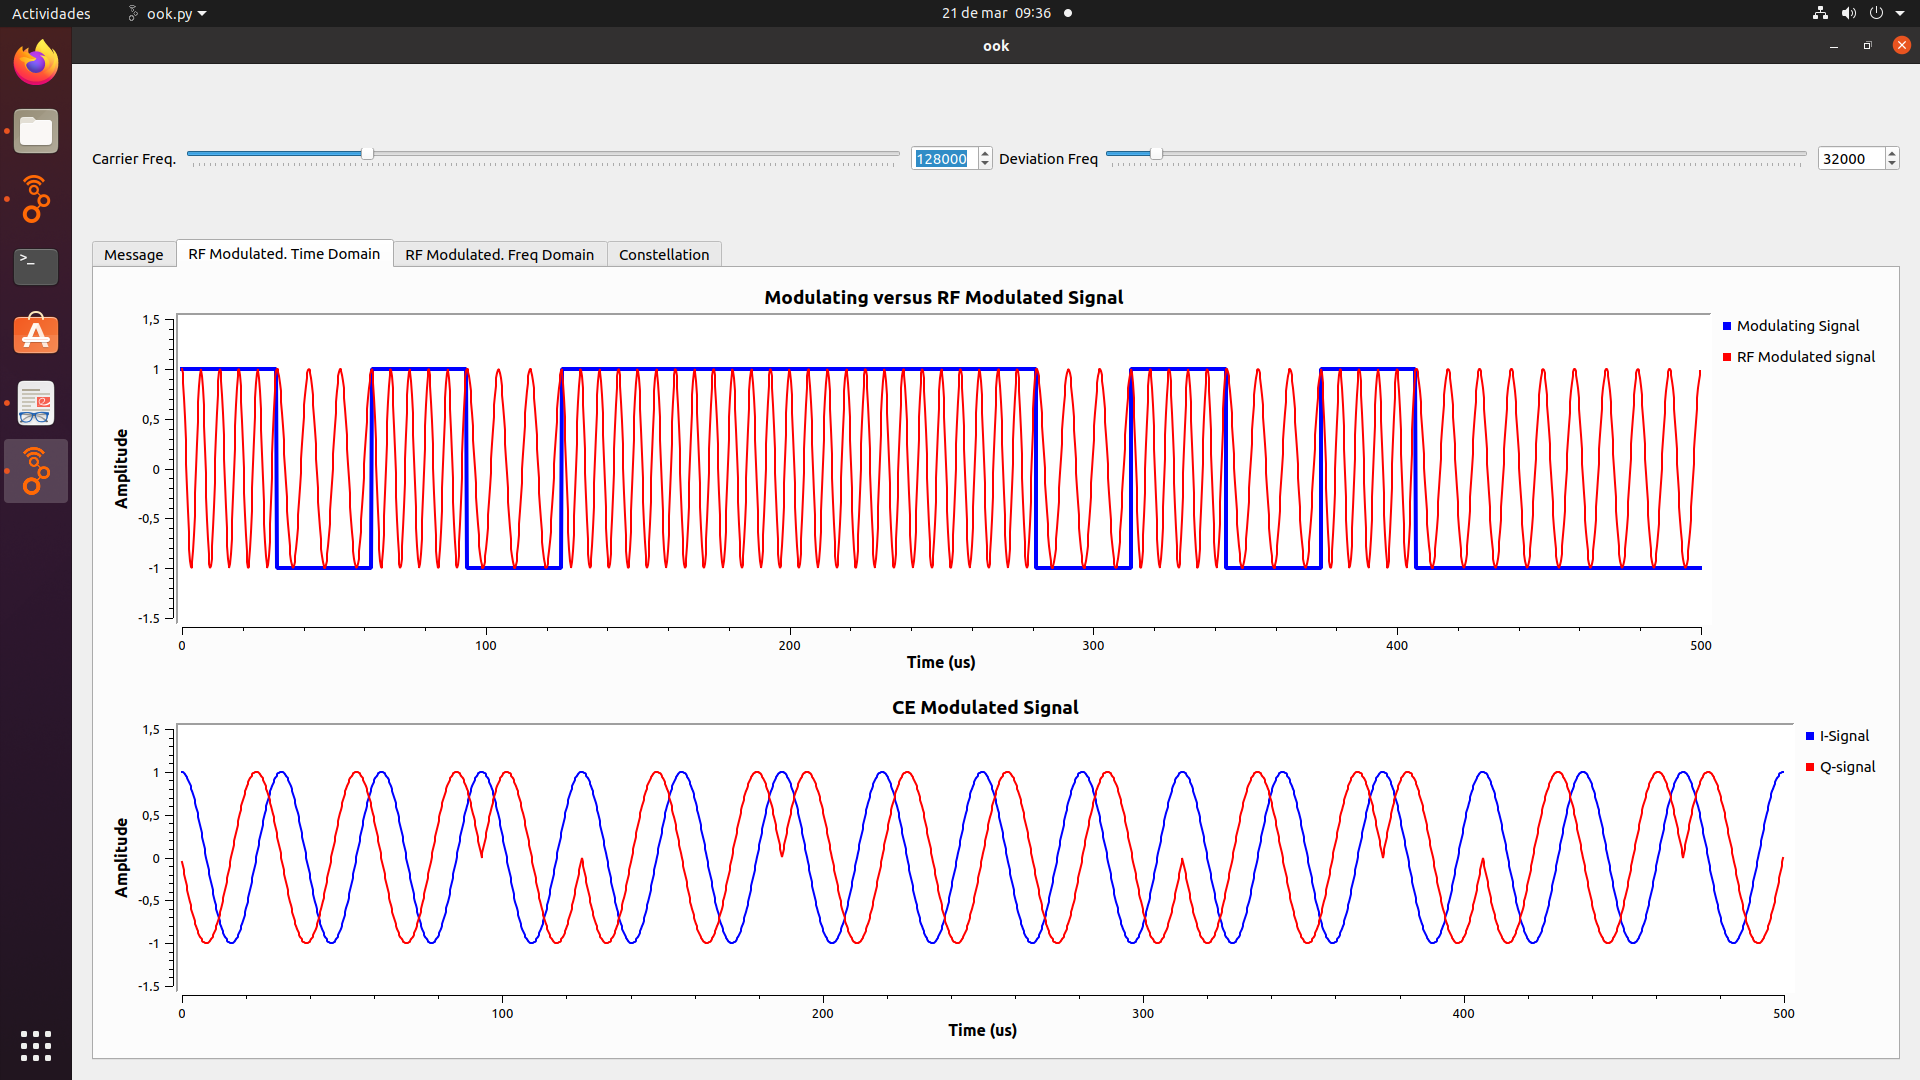 Actividades ook.py 21 de mar 09:36
ook
Carrier Freq. 128000 Deviation Freq 32000
Message RF Modulated. Time Domain RF Modulated. Freq Domain Constellation
Modulating versus RF Modulated Signal
1,5
1
0,5
0
-0,5
-1
-1.5
Amplitude
0 100 200 300 400 500
Time (us)
Modulating Signal
RF Modulated signal
CE Modulated Signal
1,5
1
0,5
0
-0,5
-1
-1.5
Amplitude
0 100 200 300 400 500
Time (us)
I-Signal
Q-signal